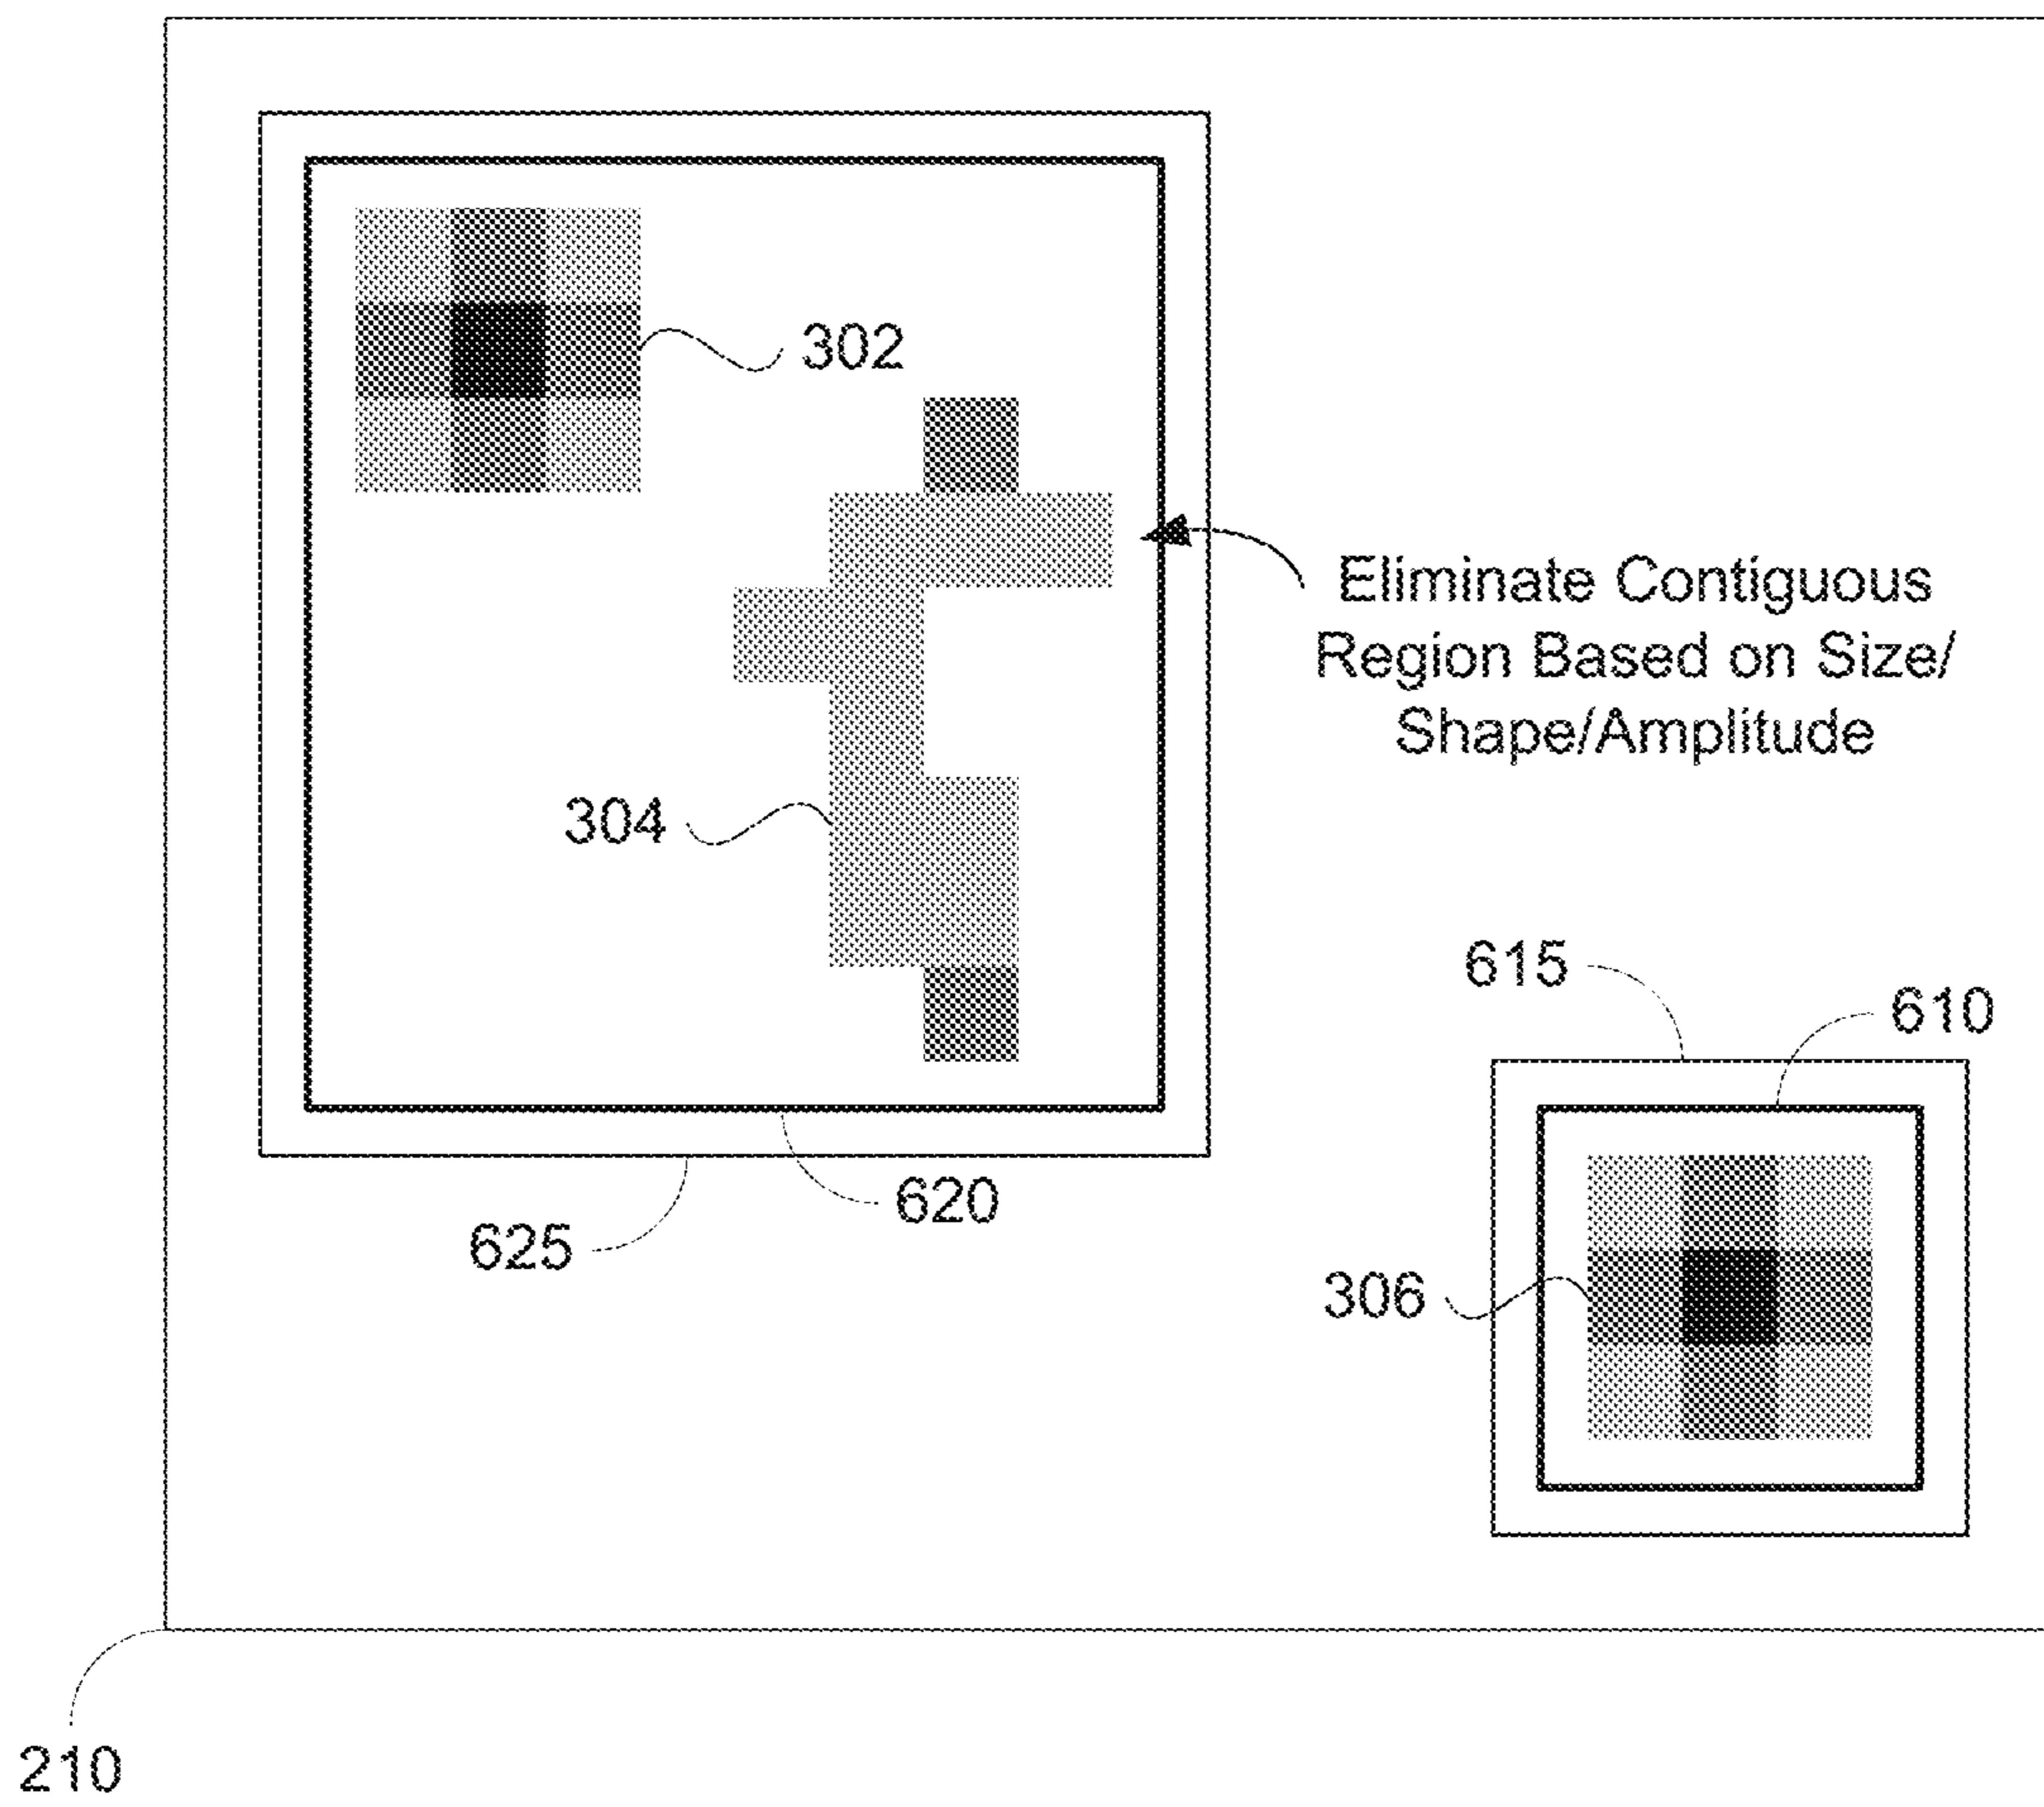 302
Eliminate Contiguous
Region Based on Size/
Shape/Amplitude
304
615
610
620
625
306
210